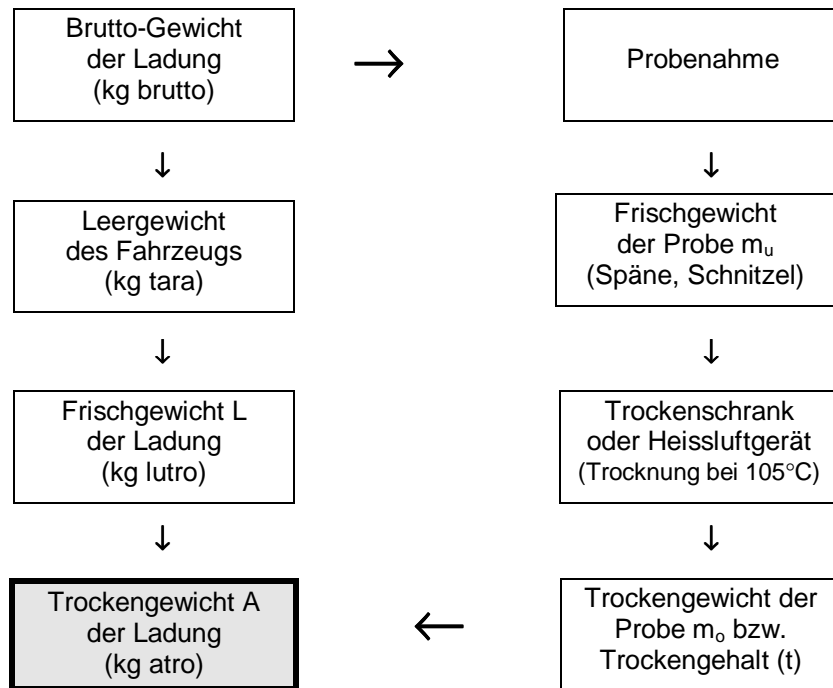 Brutto-Gewicht
der Ladung
(kg brutto)
→
Probenahme
↓
↓
Leergewicht
des Fahrzeugs
(kg tara)
Frischgewicht
der Probe mᵤ
(Späne, Schnitzel)
↓
↓
Frischgewicht L
der Ladung
(kg lutro)
Trockenschrank
oder Heissluftgerät
(Trocknung bei 105°C)
↓
↓
Trockengewicht A
der Ladung
(kg atro)
←
Trockengewicht der
Probe mₒ bzw.
Trockengehalt (t)